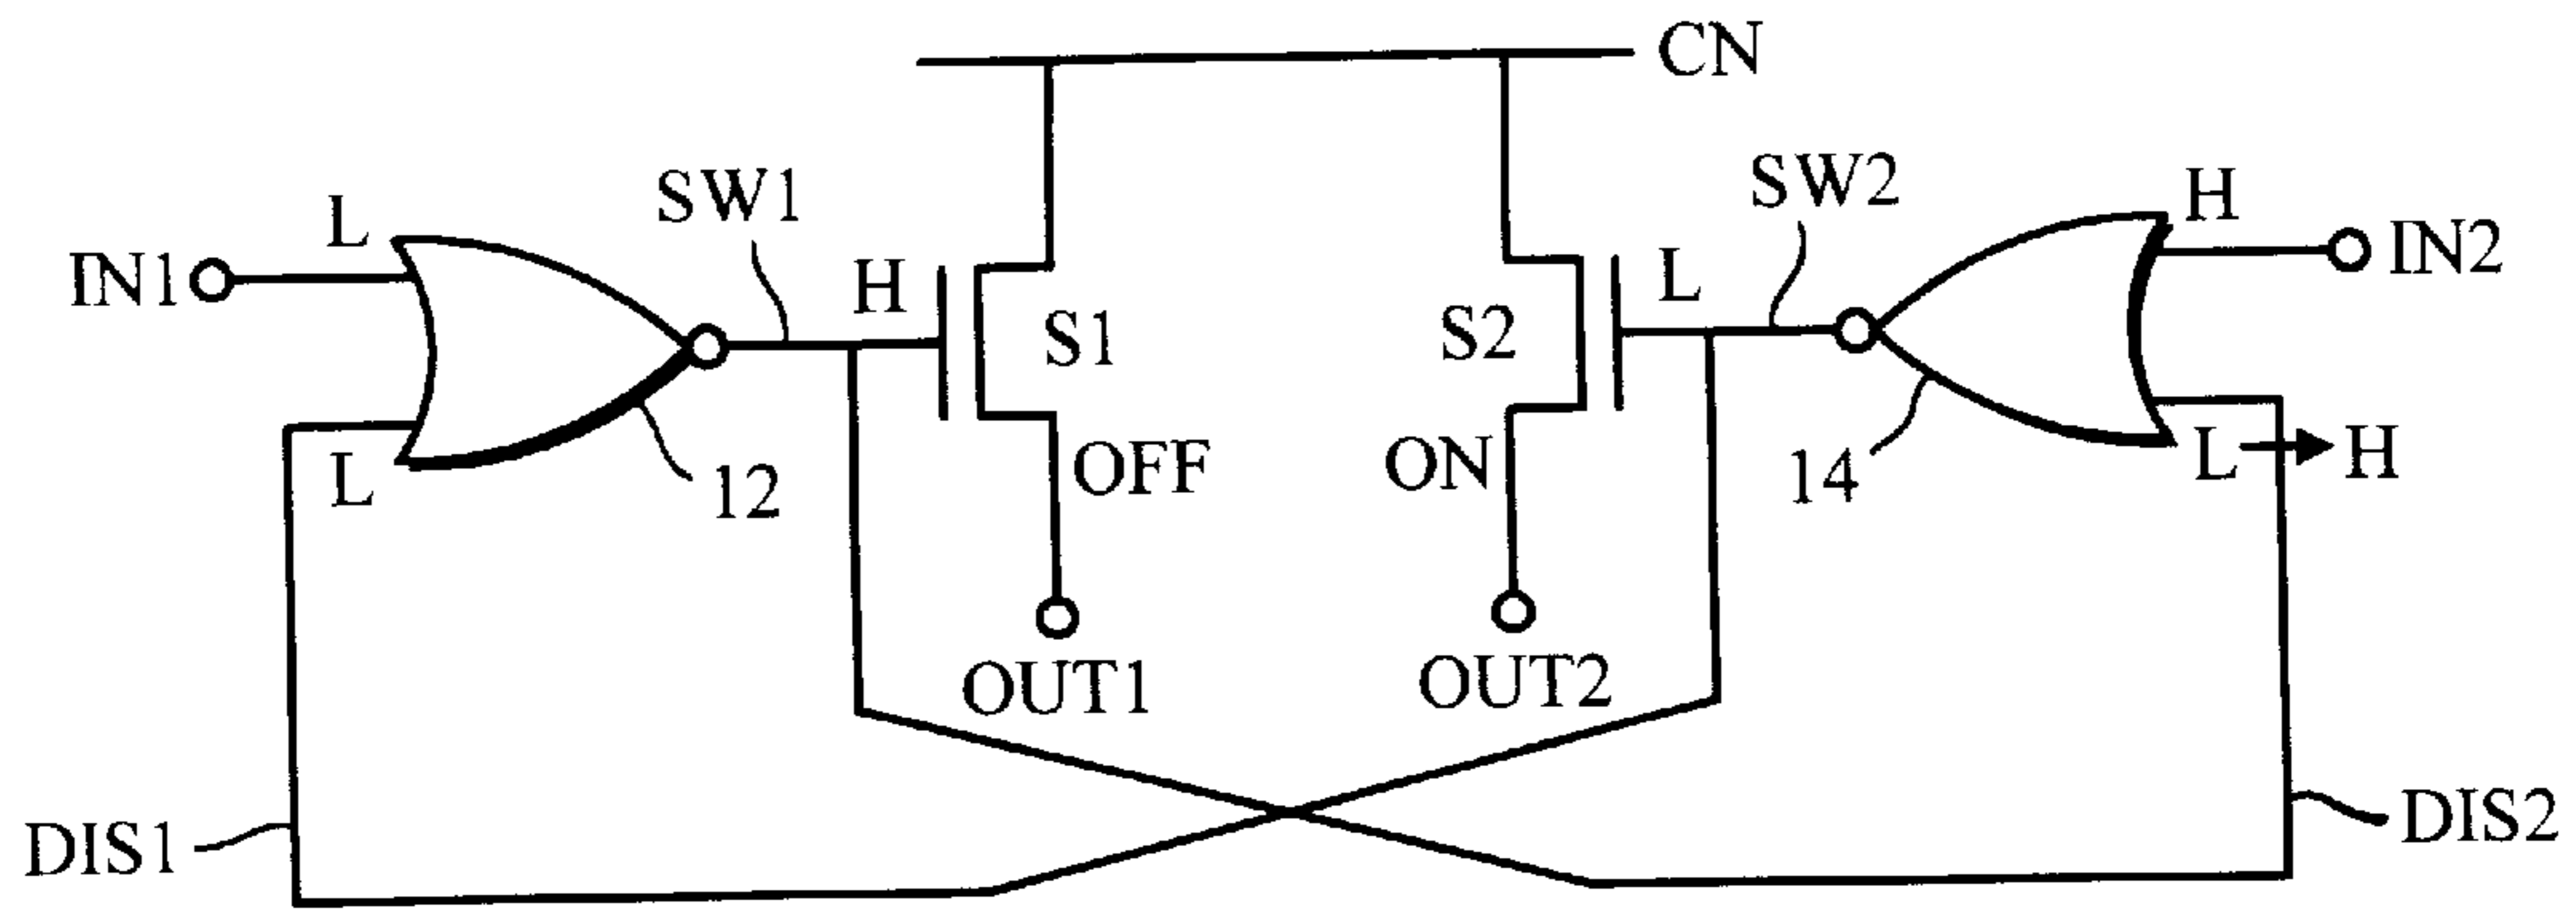 CN
SW1
SW2
L
H
IN1
IN2
H
L
S1
S2
L
12
OFF
ON
14
L
H
OUT1
OUT2
DIS1
DIS2